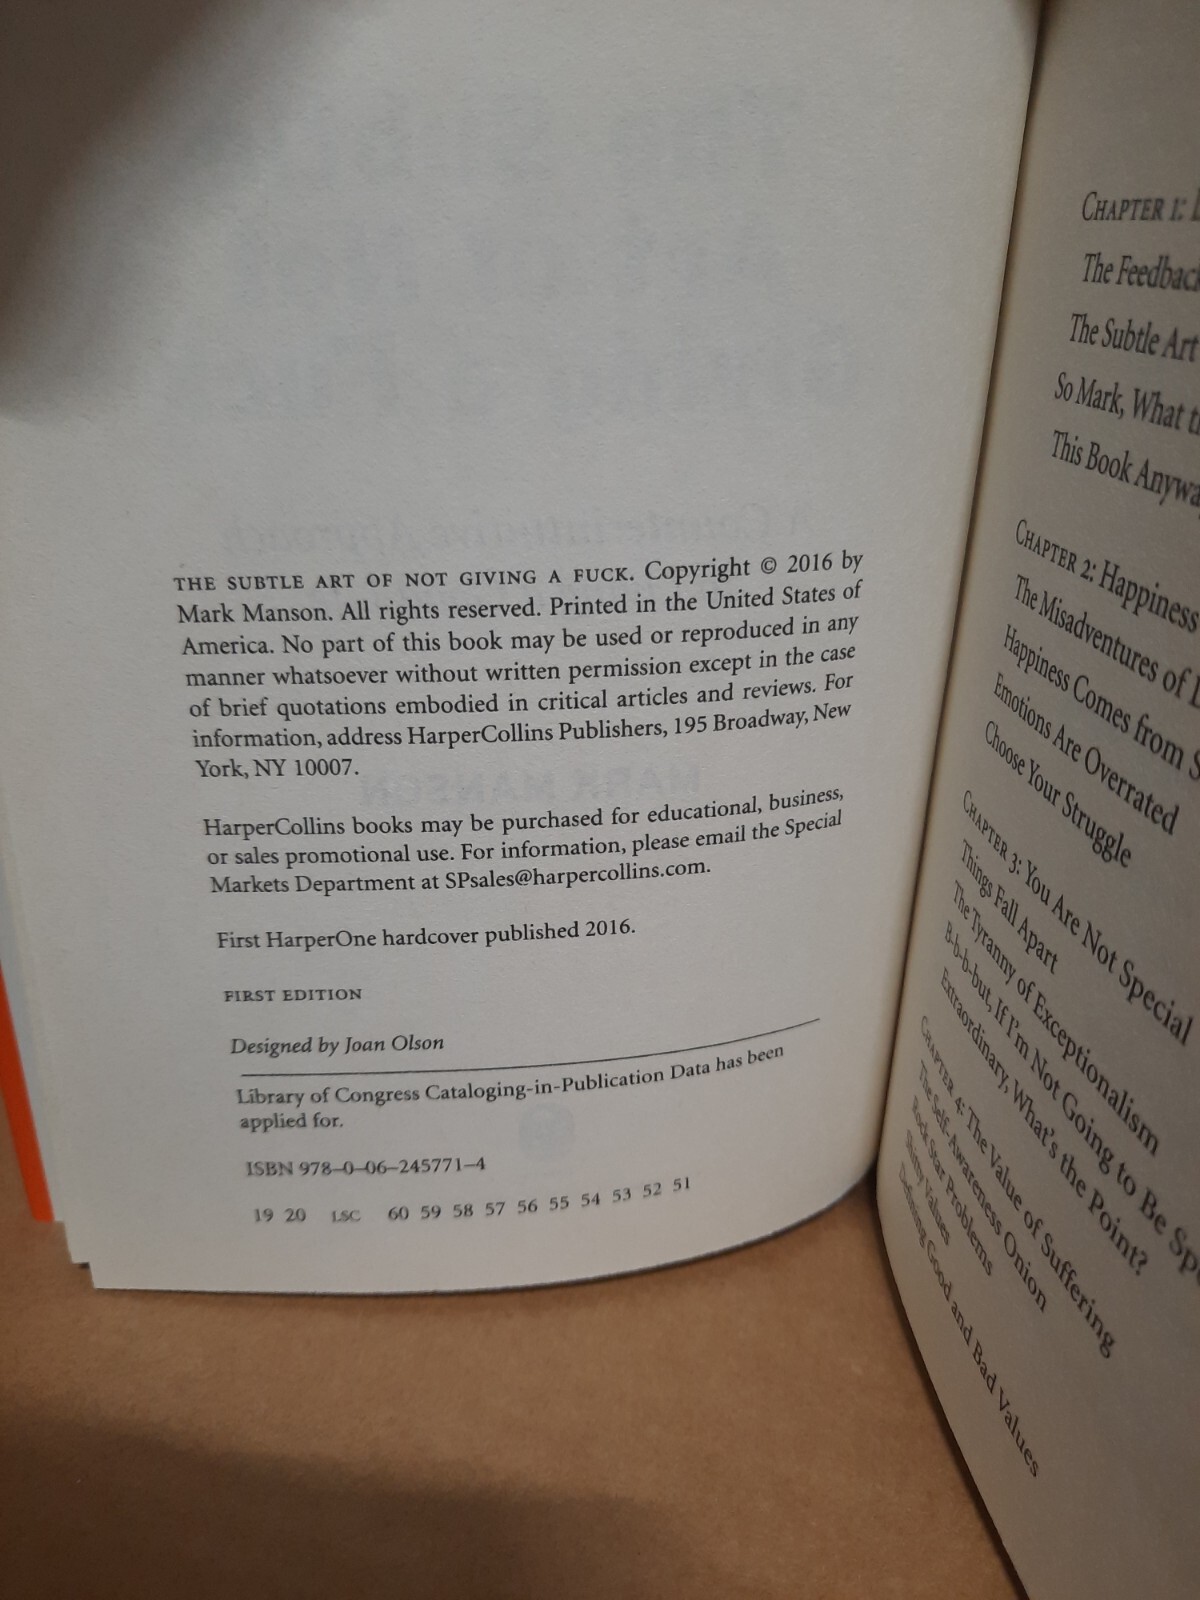 THE SUBTLE ART OF NOT GIVING A FUCK. Copyright © 2016 by
Mark Manson. All rights reserved. Printed in the United States of
America. No part of this book may be used or reproduced in any
manner whatsoever without written permission except in the case
of brief quotations embodied in critical articles and reviews. For
information, address HarperCollins Publishers, 195 Broadway, New
York, NY 10007.
HarperCollins books may be purchased for educational, business,
or sales promotional use. For information, please email the Special
Markets Department at SPsales@harpercollins.com.
First HarperOne hardcover published 2016.
FIRST EDITION
Designed by Joan Olson
Library of Congress Cataloging-in-Publication Data has been
applied for.
ISBN 978–0–06–245771–4
19 20 LSC 60 59 58 57 56 55 54 53 52 51
CHAPTER 1:
The Feedback
The Subtle Art
So Mark, What
This Book
CHAPTER 2: Happiness
The Misadventures of
Happiness Comes from
Emotions Are Overrated
Choose Your Struggle
CHAPTER 3: You Are Not Special
Things Fall Apart
The Tyranny of Exceptionalism
B-b-b-but, If I'm Not Going to Be
Extraordinary, What's the Point?
CHAPTER 4: The Value of Suffering
The Self-Awareness Onion
Rock Star Problems
Shitty Values
Defining Good and Bad Values